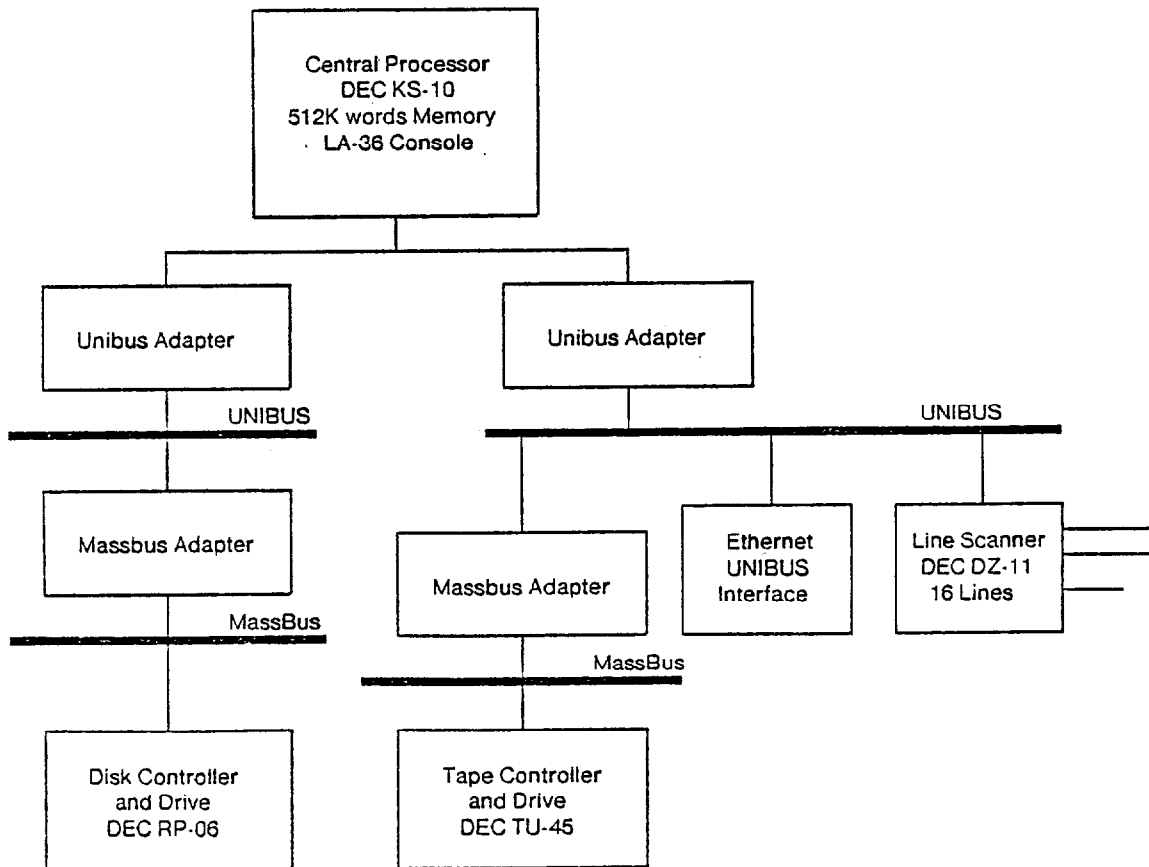 Central Processor
DEC KS-10
512K words Memory
LA-36 Console
Unibus Adapter
Unibus Adapter
UNIBUS
UNIBUS
Massbus Adapter
Massbus Adapter
Ethernet
UNIBUS
Interface
Line Scanner
DEC DZ-11
16 Lines
MassBus
MassBus
Disk Controller
and Drive
DEC RP-06
Tape Controller
and Drive
DEC TU-45